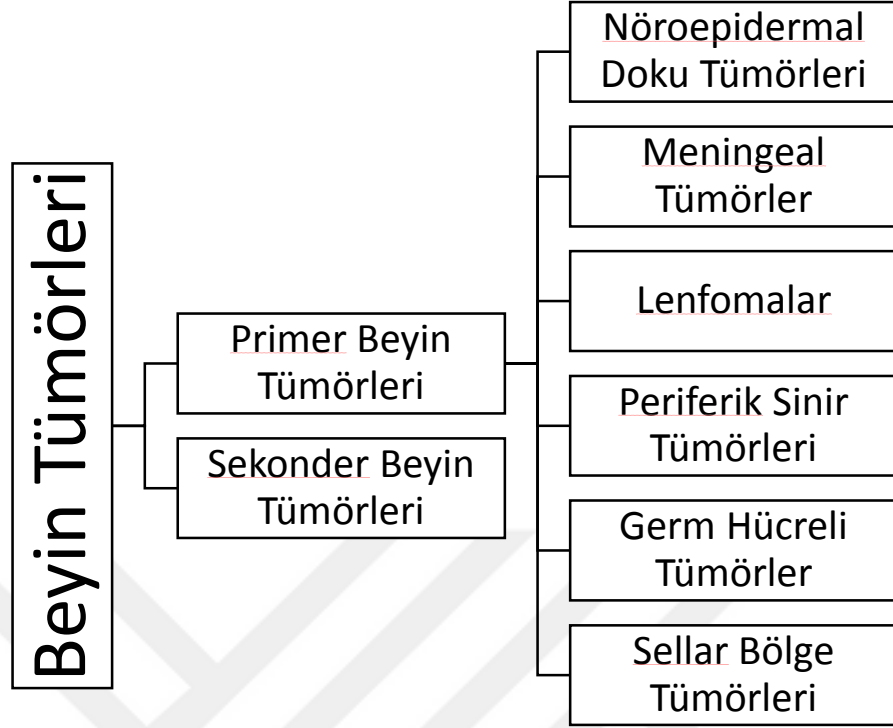 Beyin Tümörleri
Primer Beyin
Tümörleri
Sekonder Beyin
Tümörleri
Nöroepidermal
Doku Tümörleri
Meningeal
Tümörler
Lenfomalar
Periferik Sinir
Tümörleri
Germ Hücreli
Tümörler
Sellar Bölge
Tümörleri